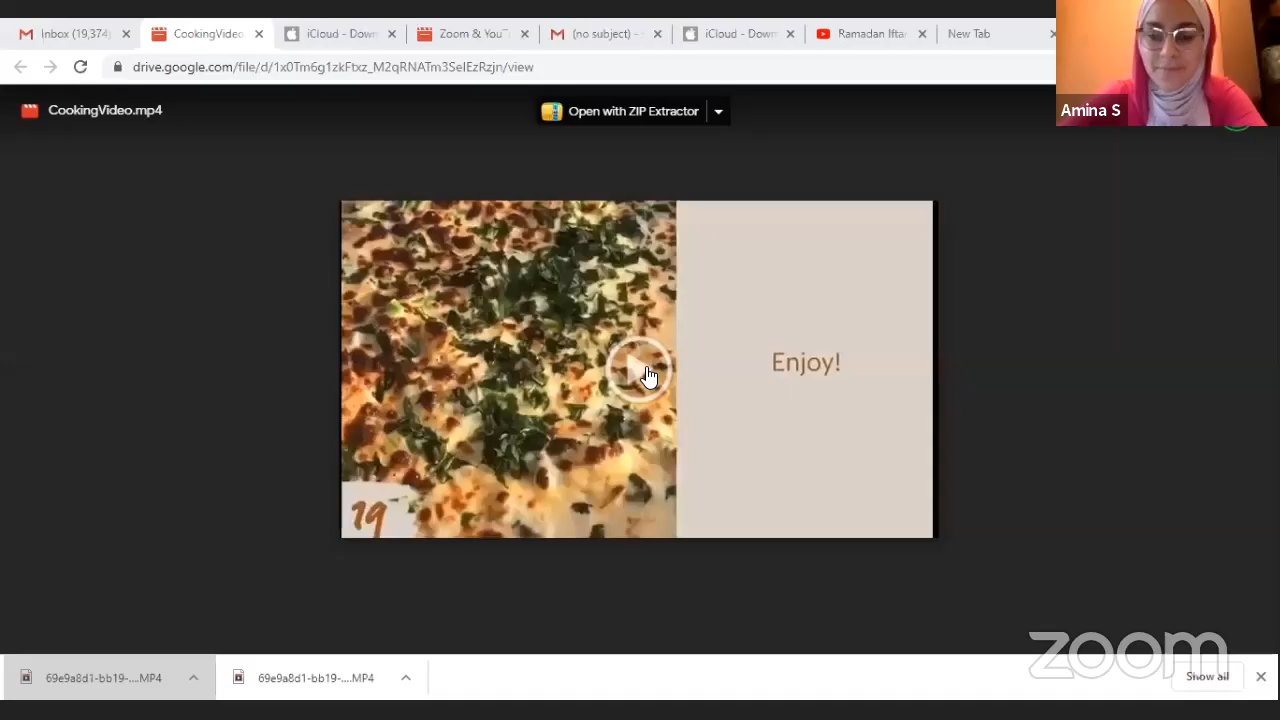 Inbox (19,374)
CookingVideo
iCloud - Down
Zoom & YouT
(no subject) -
iCloud - Down
Ramadan Ifta
New Tab
drive.google.com/file/d/1x0Tm6g1zkFtxz_M2qRNATm3SelEzRzjn/view
Amina S
CookingVideo.mp4
Open with ZIP Extractor
Enjoy!
19
zoom
69e9a8d1-bb19-....MP4
69e9a8d1-bb19-....MP4
Show all